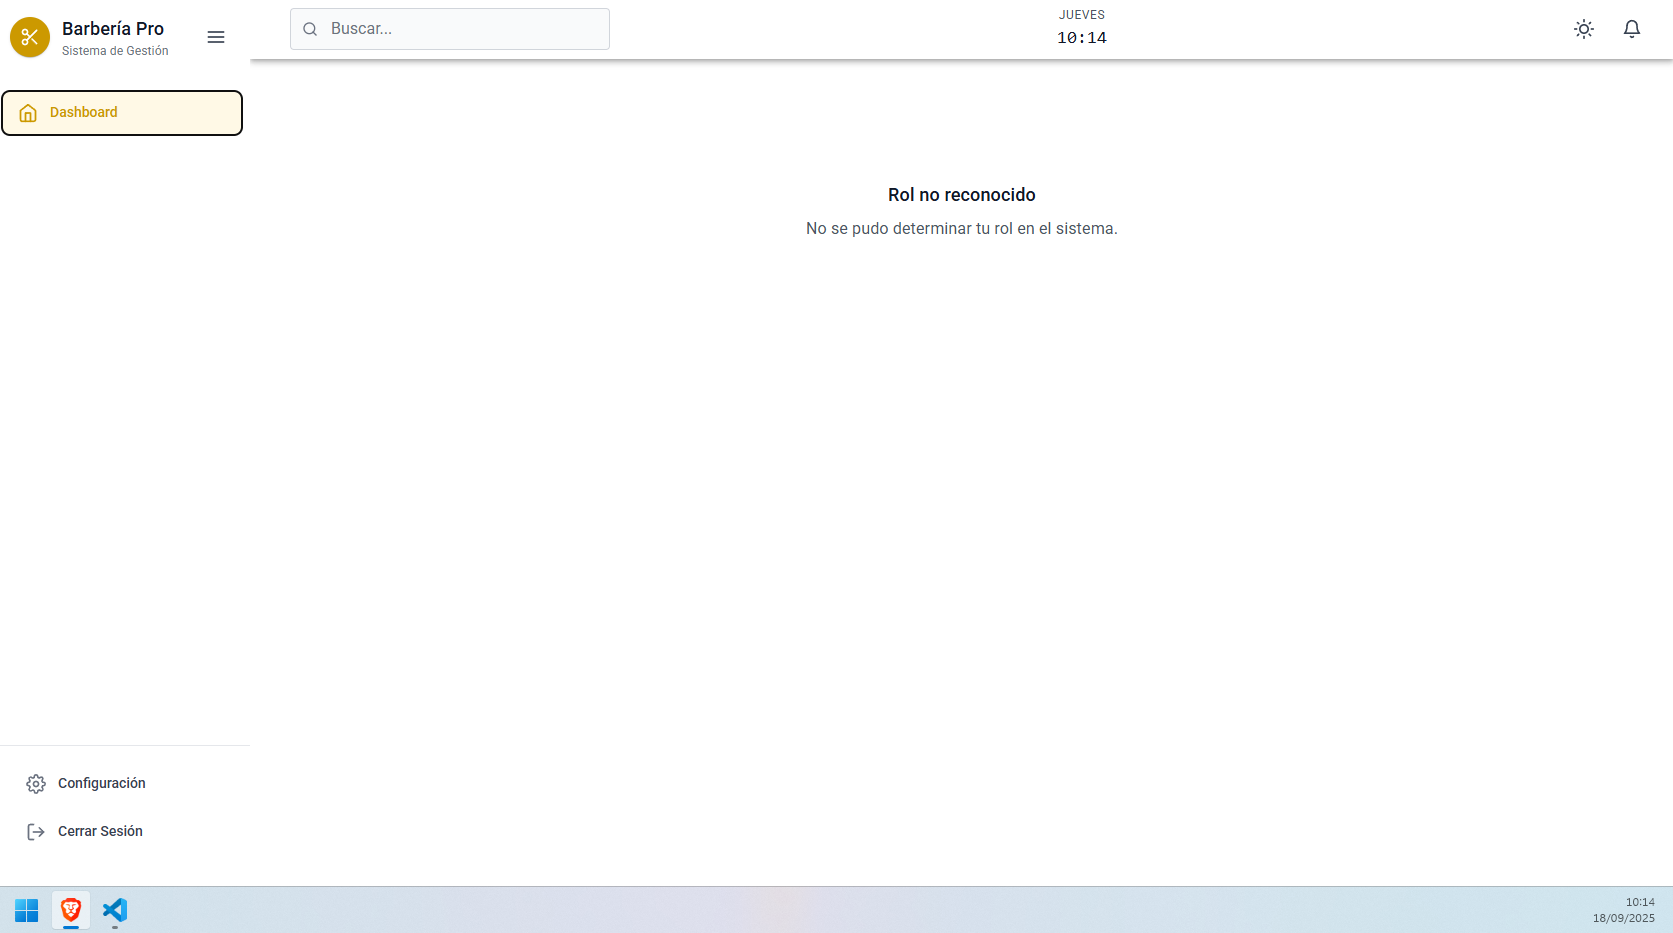 Barbería Pro
Sistema de Gestión
Buscar...
JUEVES
10:14
Dashboard
Rol no reconocido
No se pudo determinar tu rol en el sistema.
Configuración
Cerrar Sesión
10:14
18/09/2025